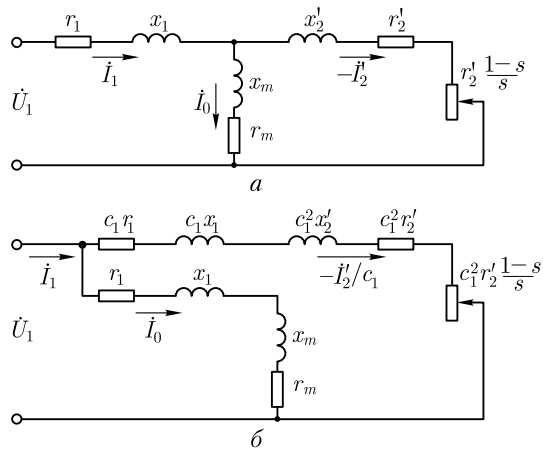 r₁ x₁ x′₂ r′₂
İ₁ −İ′₂ r′₂ (1−s)/s
U̇₁ İ₀ xₘ
rₘ
а
c₁r₁ c₁x₁ c₁²x′₂ c₁²r′₂
İ₁ −İ′₂/c₁ c₁²r′₂ (1−s)/s
r₁ x₁
U̇₁ İ₀ xₘ
rₘ
б